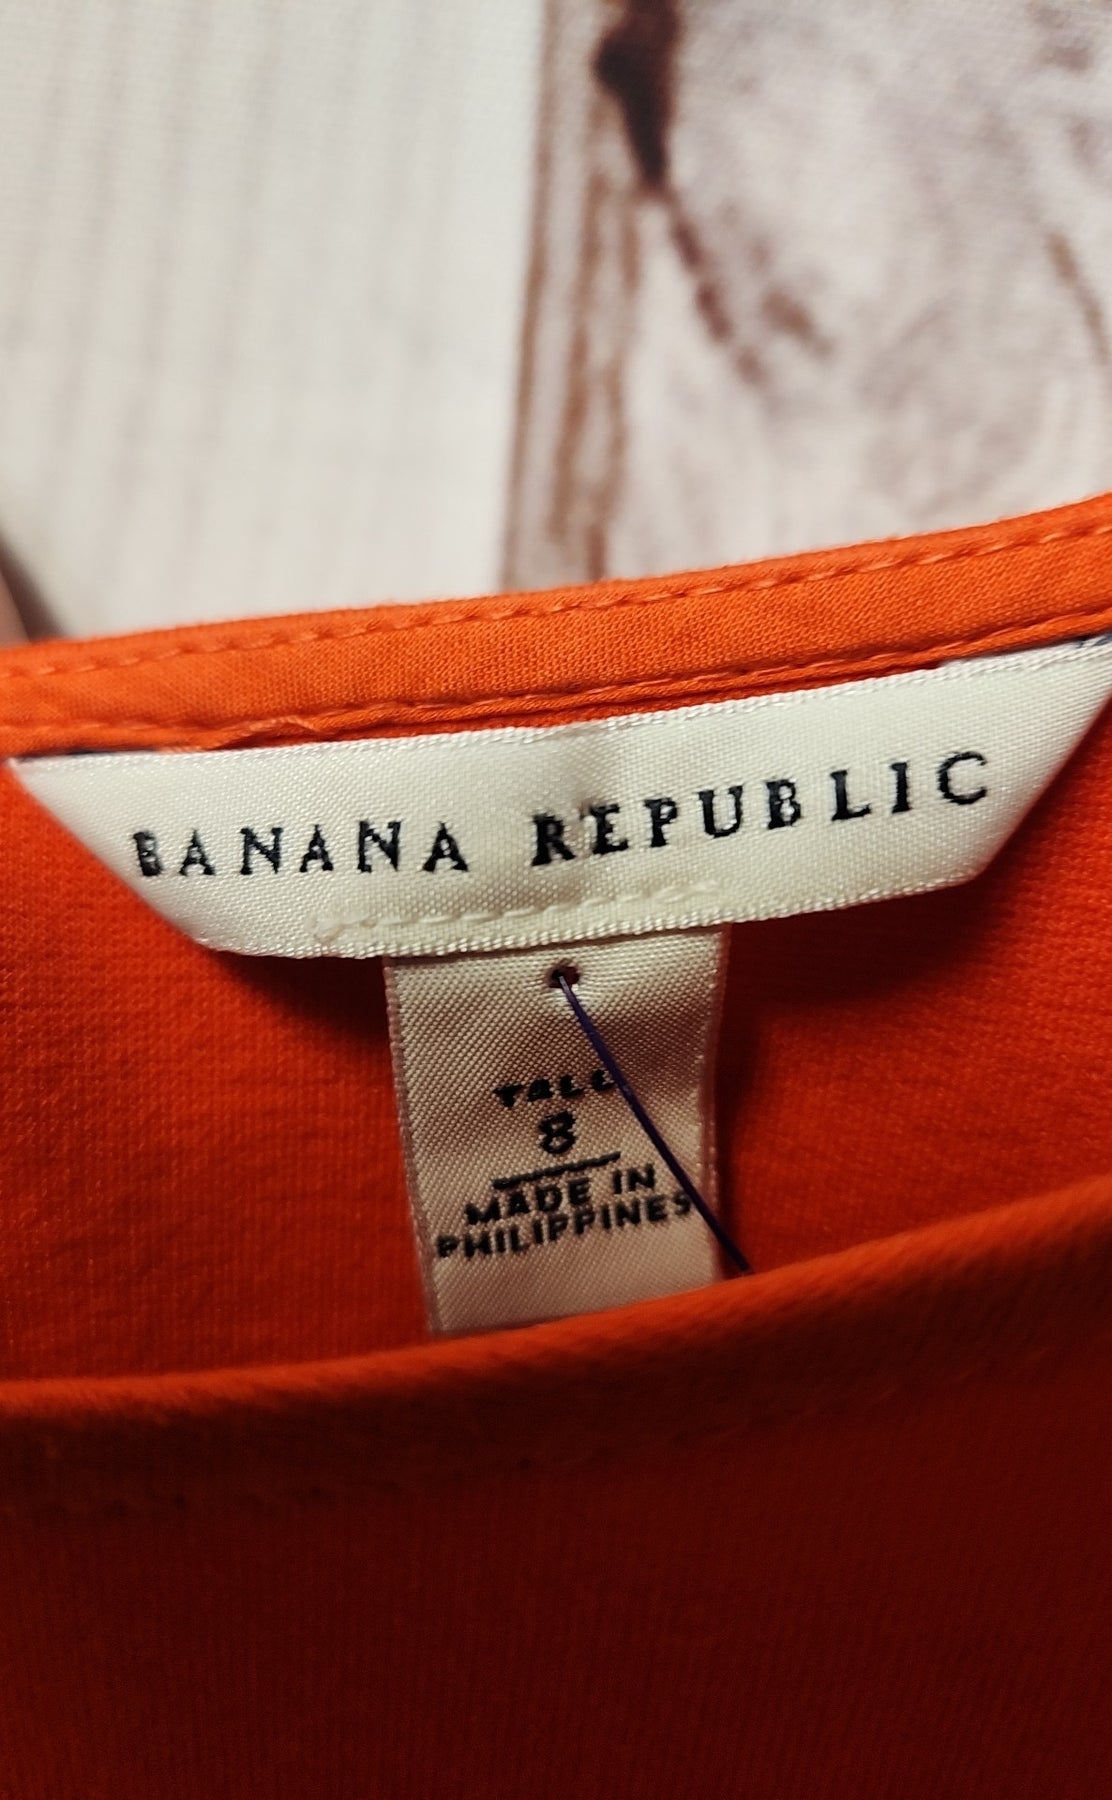 BANANA REPUBLIC
TALL
8
MADE IN
PHILIPPINES